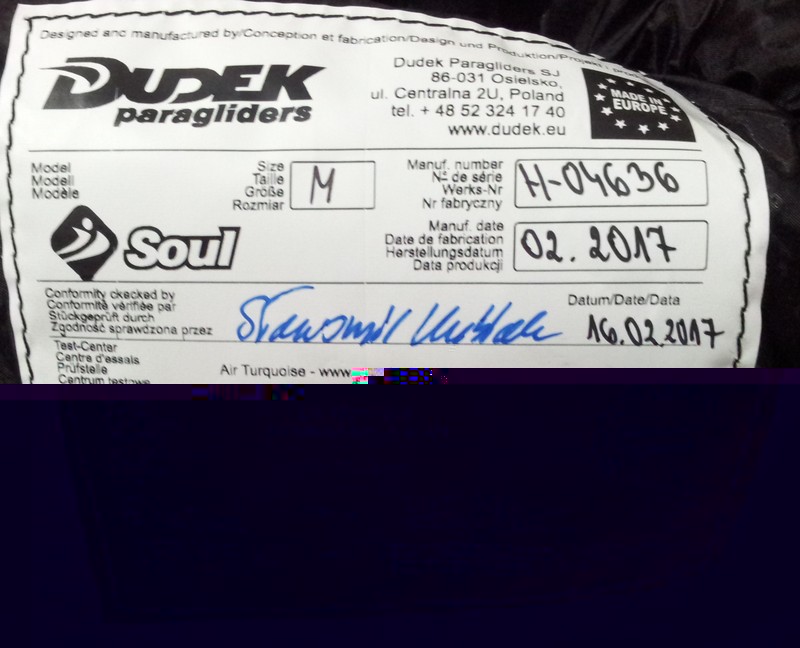 Designed and manufactured by/Conception et fabrication/Design und Produktion/Projekt i
DUDEK
paragliders
Dudek Paragliders SJ
86-031 Osielsko,
ul. Centralna 2U, Poland
tel. + 48 52 324 17 40
www.dudek.eu
MADE IN
EUROPE
Model
Modell
Modèle
Size
Taille
Größe
Rozmiar
M
Manuf. number
Nº de série
Werks-Nr
Nr fabryczny
H-04636
Soul
Manuf. date
Date de fabrication
Herstellungsdatum
Data produkcji
02.2017
Conformity checked by
Conformité vérifiée par
Stückgeprüft durch
Zgodność sprawdzona przez
Datum/Date/Data
16.02.2017
Test-Center
Centre d'essais
Prüfstelle
Centrum testowe
Air Turquoise - www.